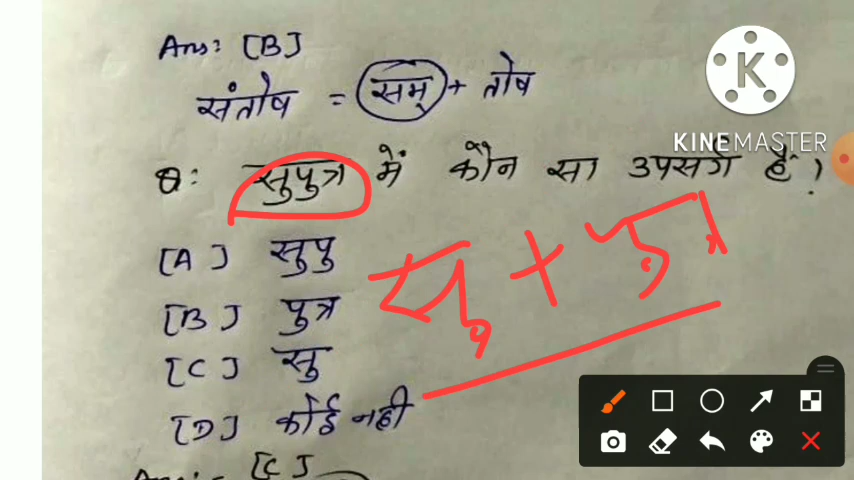 Ans: [B]
संतोष = सम् + तोष
KINEMASTER
Q: सुपुत्र में कौन सा उपसर्ग है?
[A] सुपु
सु + पुत्र
[B] पुत्र
[C] सु
[D] कोई नही
Ans: [C]